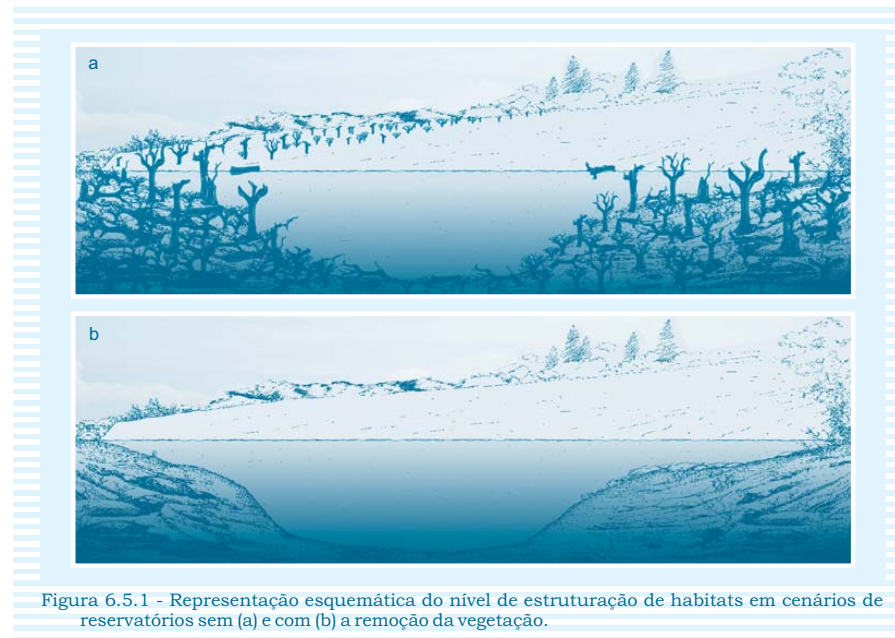 a
b
Figura 6.5.1 - Representação esquemática do nível de estruturação de habitats em cenários de
reservatórios sem (a) e com (b) a remoção da vegetação.